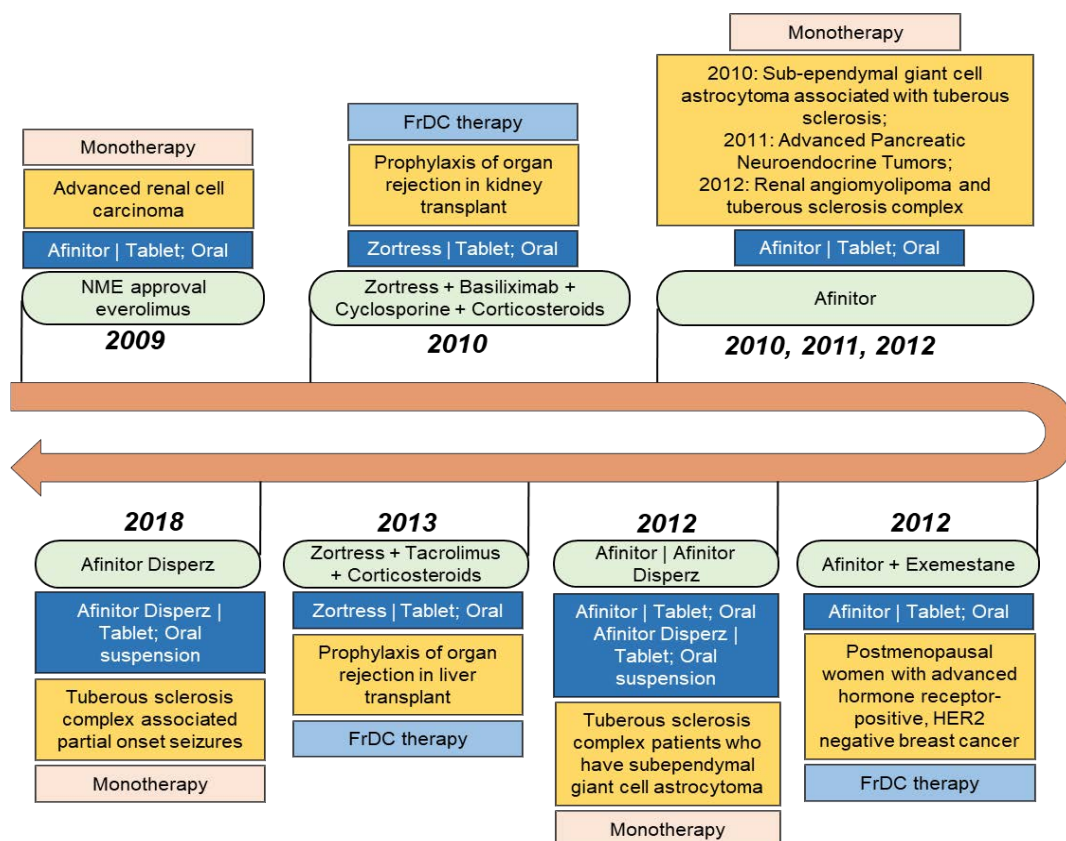 Monotherapy
Advanced renal cell
carcinoma
Afinitor | Tablet; Oral
NME approval
everolimus
2009
FrDC therapy
Prophylaxis of organ
rejection in kidney
transplant
Zortress | Tablet; Oral
Zortress + Basiliximab +
Cyclosporine + Corticosteroids
2010
Monotherapy
2010: Sub-ependymal giant cell
astrocytoma associated with tuberous
sclerosis;
2011: Advanced Pancreatic
Neuroendocrine Tumors;
2012: Renal angiomyolipoma and
tuberous sclerosis complex
Afinitor | Tablet; Oral
Afinitor
2010, 2011, 2012
2018
Afinitor Disperz
Afinitor Disperz |
Tablet; Oral
suspension
Tuberous sclerosis
complex associated
partial onset seizures
Monotherapy
2013
Zortress + Tacrolimus
+ Corticosteroids
Zortress | Tablet; Oral
Prophylaxis of organ
rejection in liver
transplant
FrDC therapy
2012
Afinitor | Afinitor
Disperz
Afinitor | Tablet; Oral
Afinitor Disperz |
Tablet; Oral
suspension
Tuberous sclerosis
complex patients who
have subependymal
giant cell astrocytoma
Monotherapy
2012
Afinitor + Exemestane
Afinitor | Tablet; Oral
Postmenopausal
women with advanced
hormone receptor-
positive, HER2
negative breast cancer
FrDC therapy